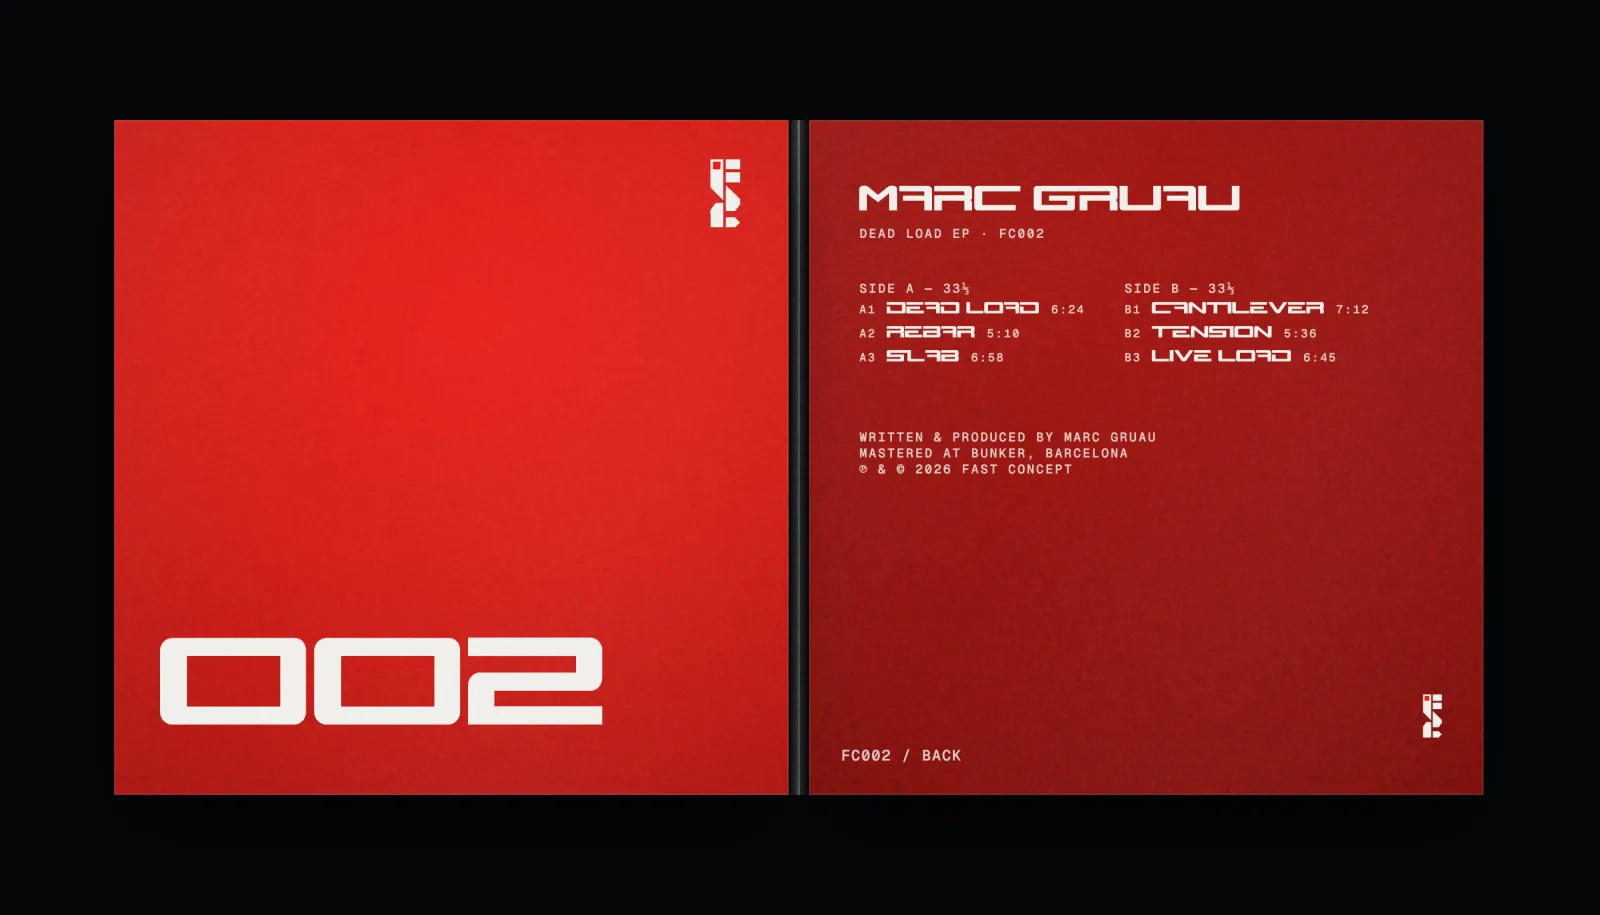 002
MARC GRUAU
DEAD LOAD EP · FC002
SIDE A — 33⅓
A1 DEAD LOAD 6:24
A2 REBAR 5:10
A3 SLAB 6:58
SIDE B — 33⅓
B1 CANTILEVER 7:12
B2 TENSION 5:36
B3 LIVE LOAD 6:45
WRITTEN & PRODUCED BY MARC GRUAU
MASTERED AT BUNKER, BARCELONA
℗ & © 2026 FAST CONCEPT
FC002 / BACK